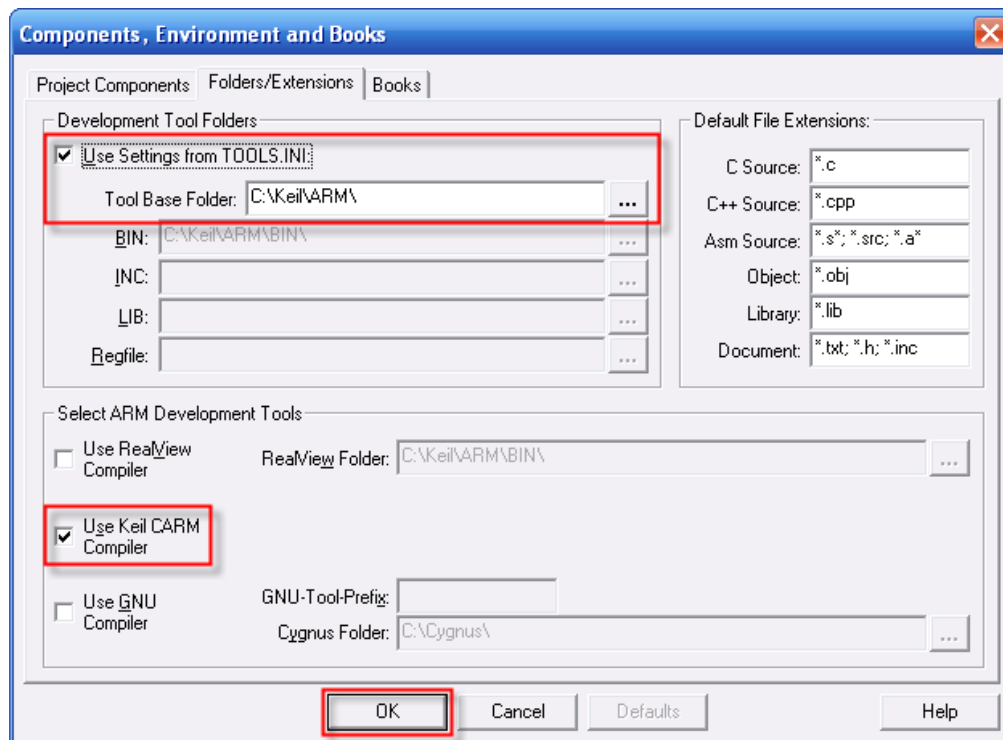 Components, Environment and Books
Project Components Folders/Extensions Books
Development Tool Folders
Use Settings from TOOLS.INI:
Tool Base Folder: C:\Keil\ARM\ ...
BIN: C:\Keil\ARM\BIN\ ...
INC: ...
LIB: ...
Regfile: ...
Default File Extensions:
C Source: *.c
C++ Source: *.cpp
Asm Source: *.s*; *.src; *.a*
Object: *.obj
Library: *.lib
Document: *.txt; *.h; *.inc
Select ARM Development Tools
Use RealView
Compiler
RealView Folder: C:\Keil\ARM\BIN\ ...
Use Keil CARM
Compiler
Use GNU
Compiler
GNU-Tool-Prefix:
Cygnus Folder: C:\Cygnus\ ...
OK Cancel Defaults Help